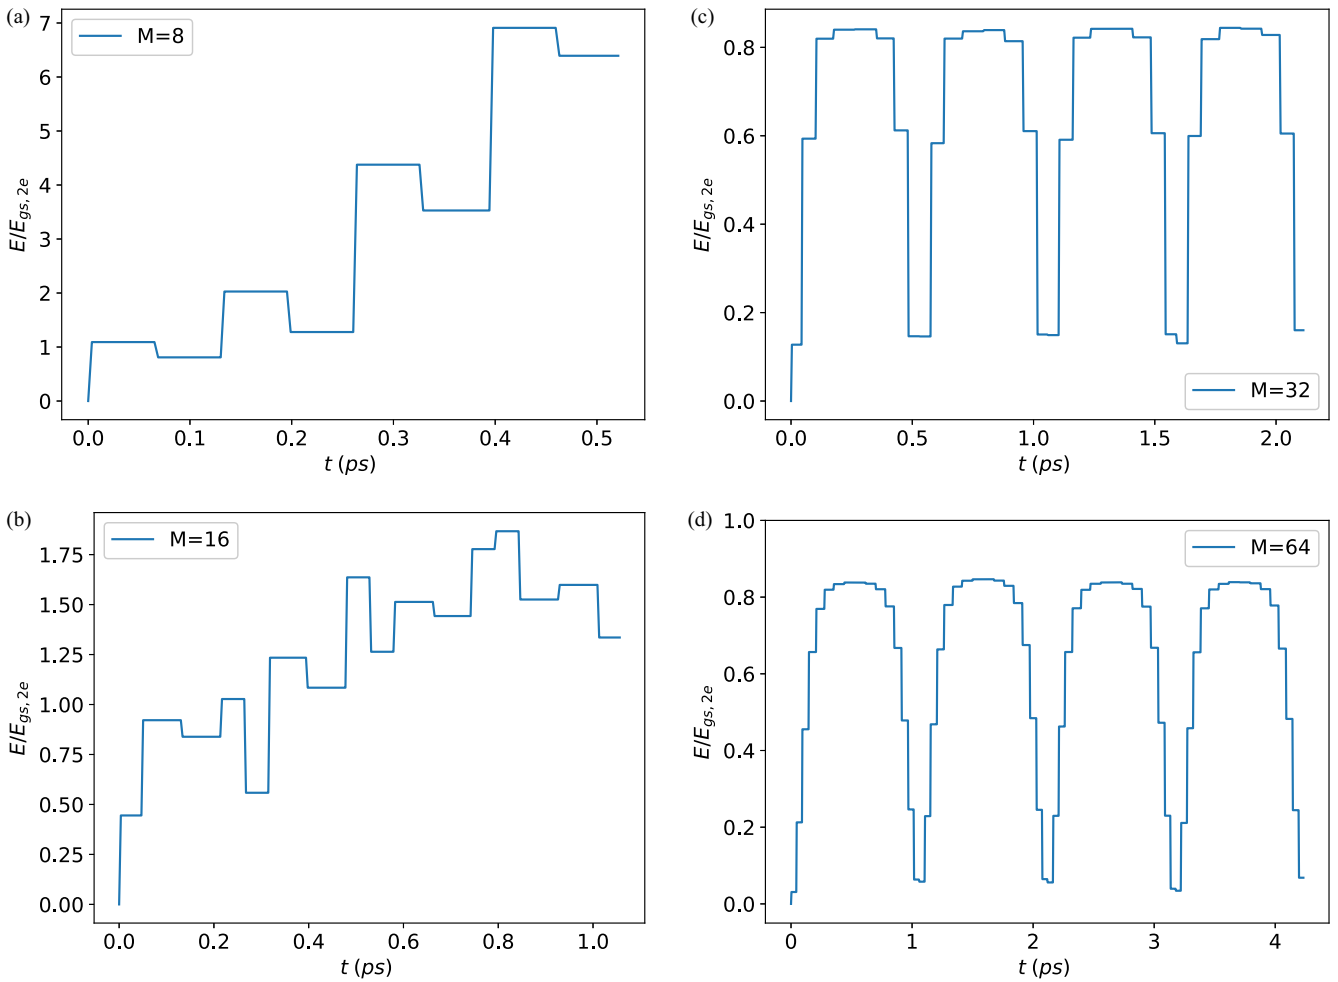 (a)
M=8
7
6
5
4
3
2
1
0
E/E_{gs,2e}
0.0 0.1 0.2 0.3 0.4 0.5
t (ps)
(b)
M=16
1.75
1.50
1.25
1.00
0.75
0.50
0.25
0.00
E/E_{gs,2e}
0.0 0.2 0.4 0.6 0.8 1.0
t (ps)
(c)
0.8
0.6
0.4
0.2
0.0
E/E_{gs,2e}
M=32
0.0 0.5 1.0 1.5 2.0
t (ps)
(d)
M=64
1.0
0.8
0.6
0.4
0.2
0.0
E/E_{gs,2e}
0 1 2 3 4
t (ps)